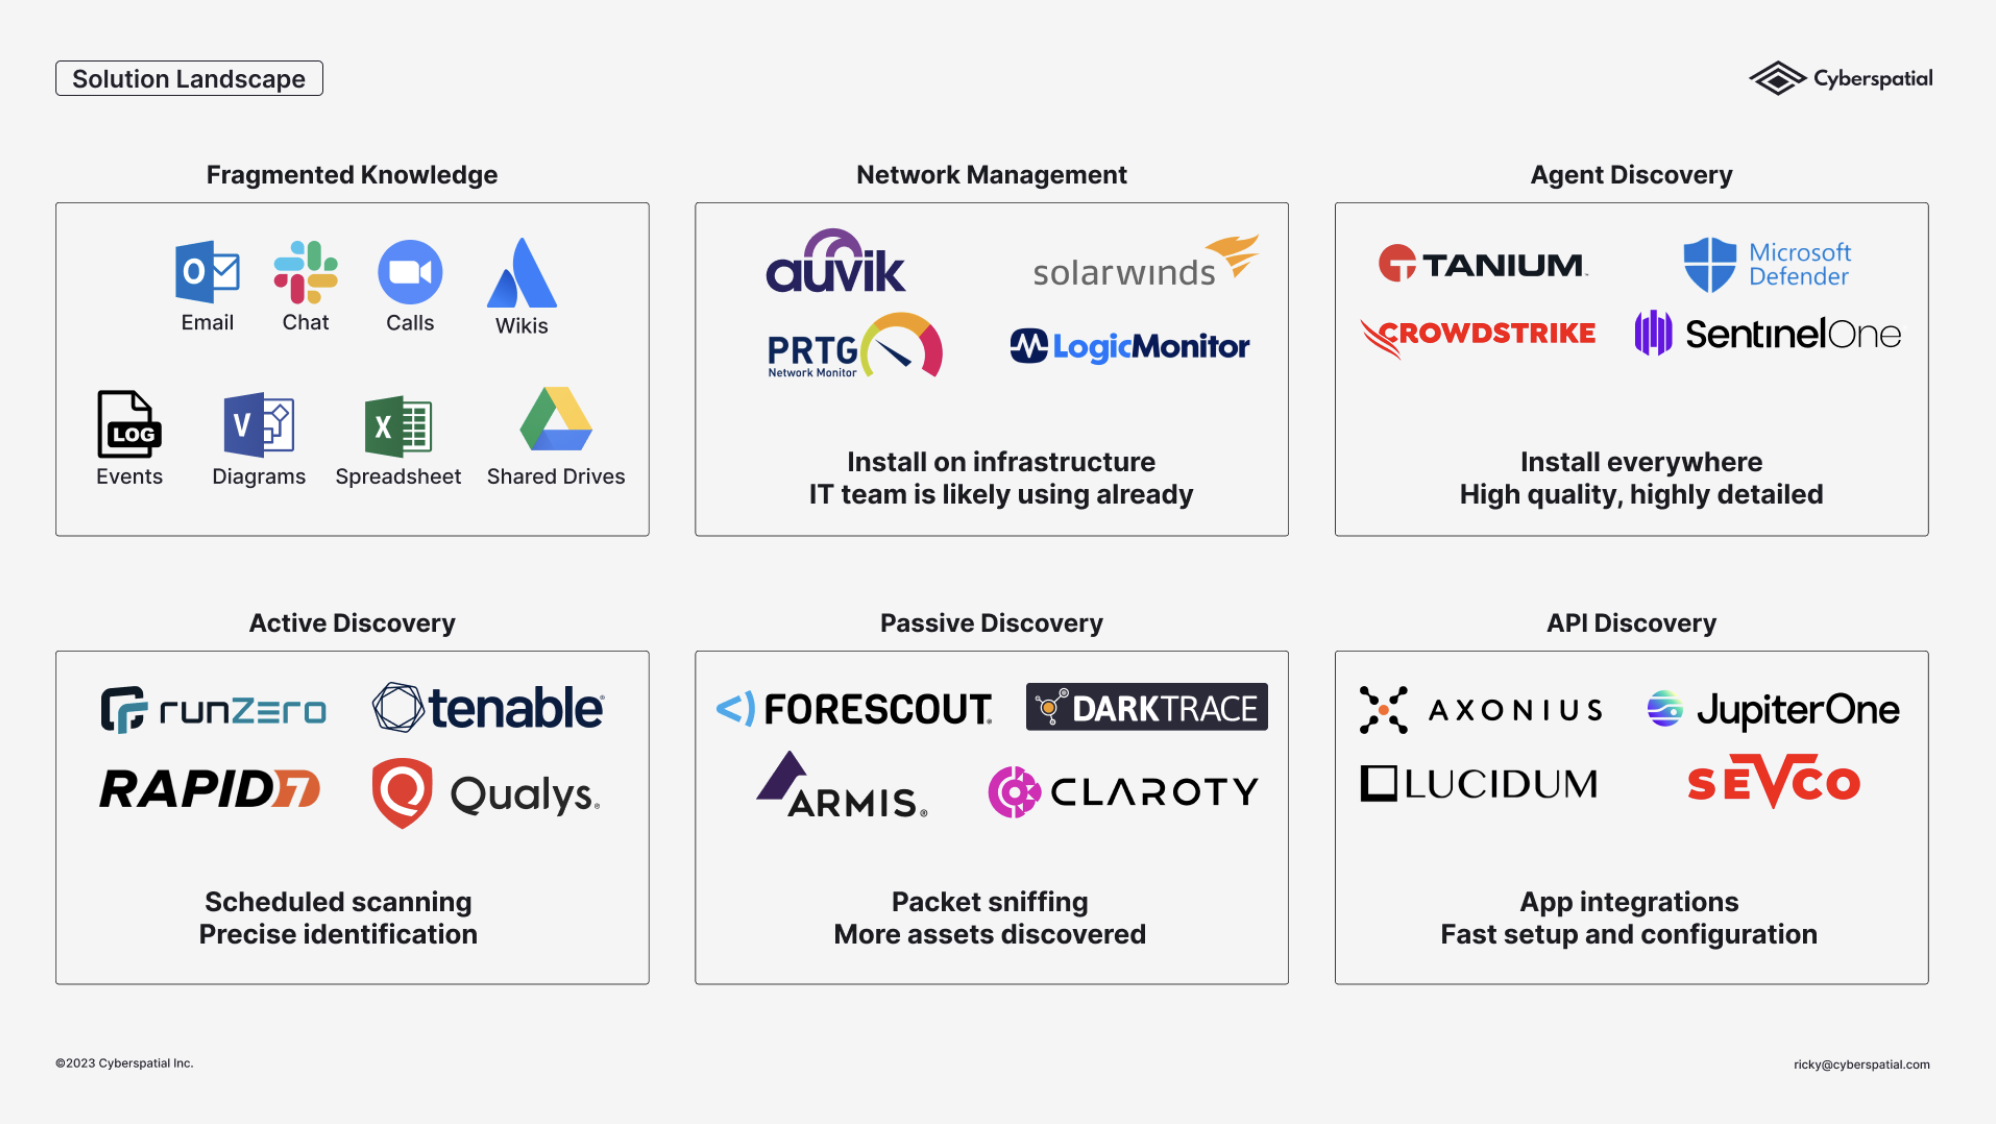 Solution Landscape
Cyberspatial
Fragmented Knowledge
O
Email
Chat
Calls
Wikis
LOG
Events
V
Diagrams
X
Spreadsheet
Shared Drives
Network Management
auvik
solarwinds
PRTG
Network Monitor
LogicMonitor
Install on infrastructure
IT team is likely using already
Agent Discovery
TANIUM
Microsoft
Defender
CROWDSTRIKE
SentinelOne
Install everywhere
High quality, highly detailed
Active Discovery
runZero
tenable®
RAPID7
Qualys®
Scheduled scanning
Precise identification
Passive Discovery
FORESCOUT®
DARKTRACE
ARMIS®
CLAROTY
Packet sniffing
More assets discovered
API Discovery
AXONIUS
JupiterOne
LUCIDUM
SEVCO
App integrations
Fast setup and configuration
©2023 Cyberspatial Inc.
ricky@cyberspatial.com